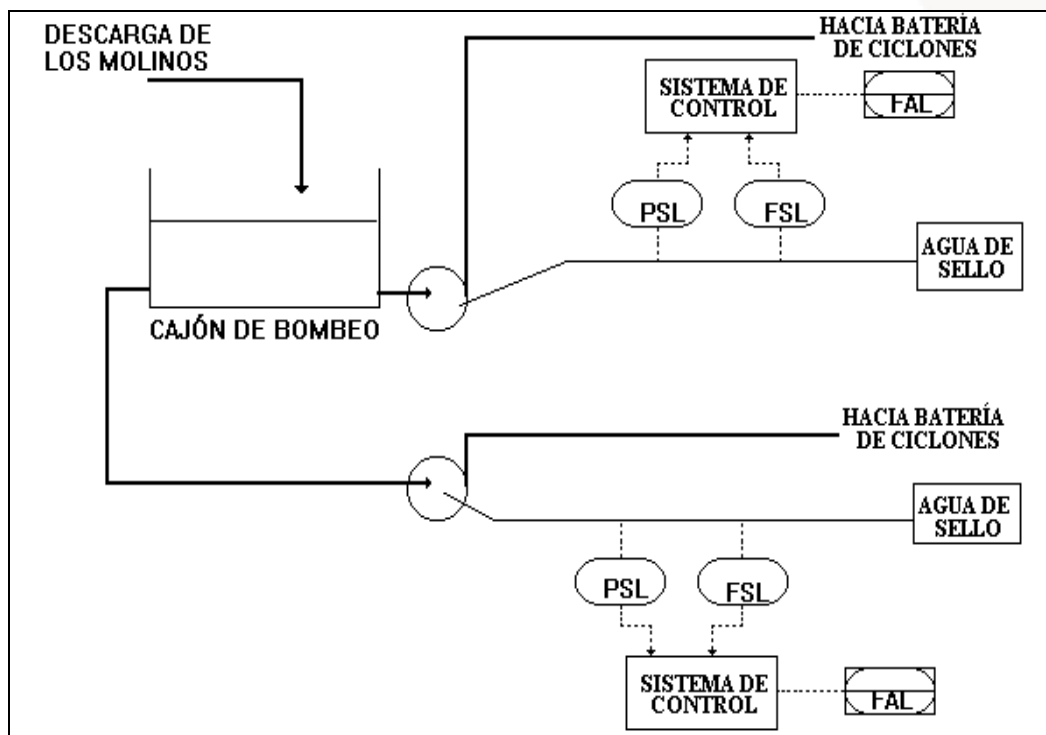 DESCARGA DE
LOS MOLINOS
HACIA BATERÍA
DE CICLONES
SISTEMA DE
CONTROL
FAL
PSL
FSL
AGUA DE
SELLO
CAJÓN DE BOMBEO
HACIA BATERÍA
DE CICLONES
AGUA DE
SELLO
PSL
FSL
SISTEMA DE
CONTROL
FAL